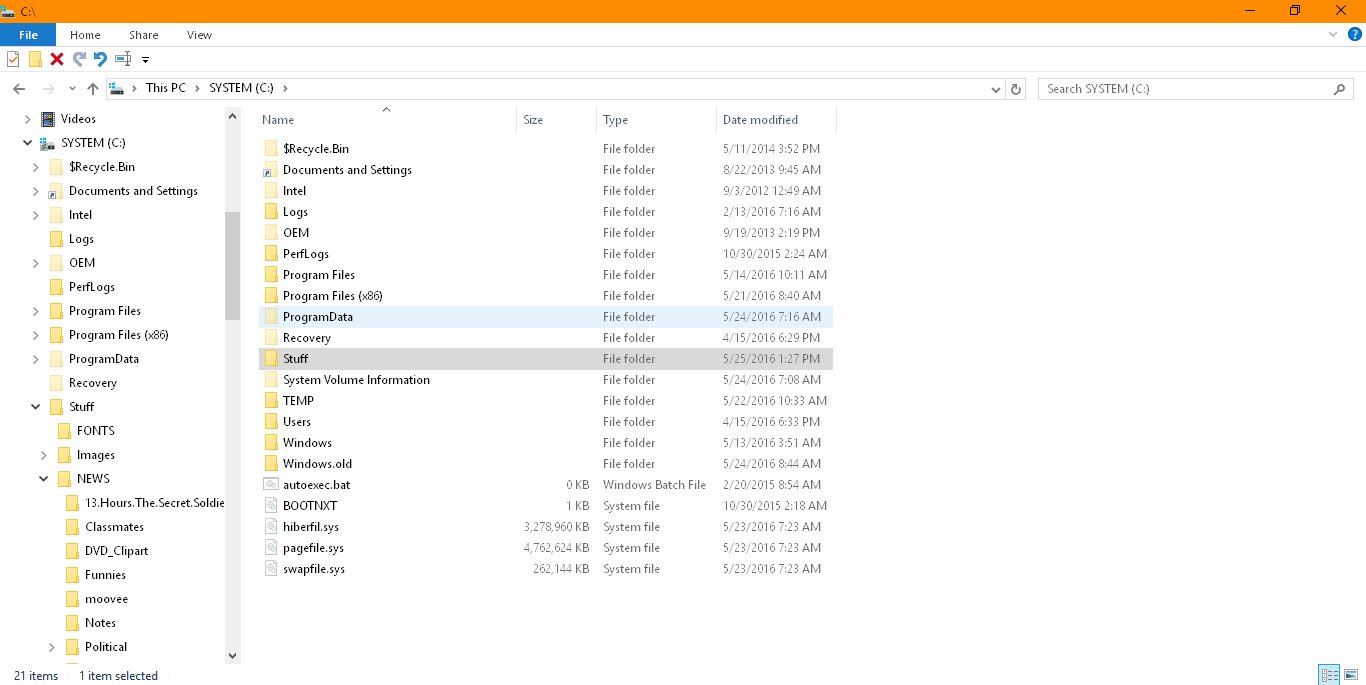 C:\
File Home Share View
This PC SYSTEM (C:)
Search SYSTEM (C:)
Videos
SYSTEM (C:)
$Recycle.Bin
Documents and Settings
Intel
Logs
OEM
PerfLogs
Program Files
Program Files (x86)
ProgramData
Recovery
Stuff
FONTS
Images
NEWS
13.Hours.The.Secret.Soldie
Classmates
DVD_Clipart
Funnies
moovee
Notes
Political
Name Size Type Date modified
$Recycle.Bin File folder 5/11/2014 3:52 PM
Documents and Settings File folder 8/22/2013 9:45 AM
Intel File folder 9/3/2012 12:49 AM
Logs File folder 2/13/2016 7:16 AM
OEM File folder 9/19/2013 2:19 PM
PerfLogs File folder 10/30/2015 2:24 AM
Program Files File folder 5/14/2016 10:11 AM
Program Files (x86) File folder 5/21/2016 8:40 AM
ProgramData File folder 5/24/2016 7:16 AM
Recovery File folder 4/15/2016 6:29 PM
Stuff File folder 5/25/2016 1:27 PM
System Volume Information File folder 5/24/2016 7:08 AM
TEMP File folder 5/22/2016 10:33 AM
Users File folder 4/15/2016 6:33 PM
Windows File folder 5/13/2016 3:51 AM
Windows.old File folder 5/24/2016 8:44 AM
autoexec.bat 0 KB Windows Batch File 2/20/2015 8:54 AM
BOOTNXT 1 KB System file 10/30/2015 2:18 AM
hiberfil.sys 3,278,960 KB System file 5/23/2016 7:23 AM
pagefile.sys 4,762,624 KB System file 5/23/2016 7:23 AM
swapfile.sys 262,144 KB System file 5/23/2016 7:23 AM
21 items 1 item selected